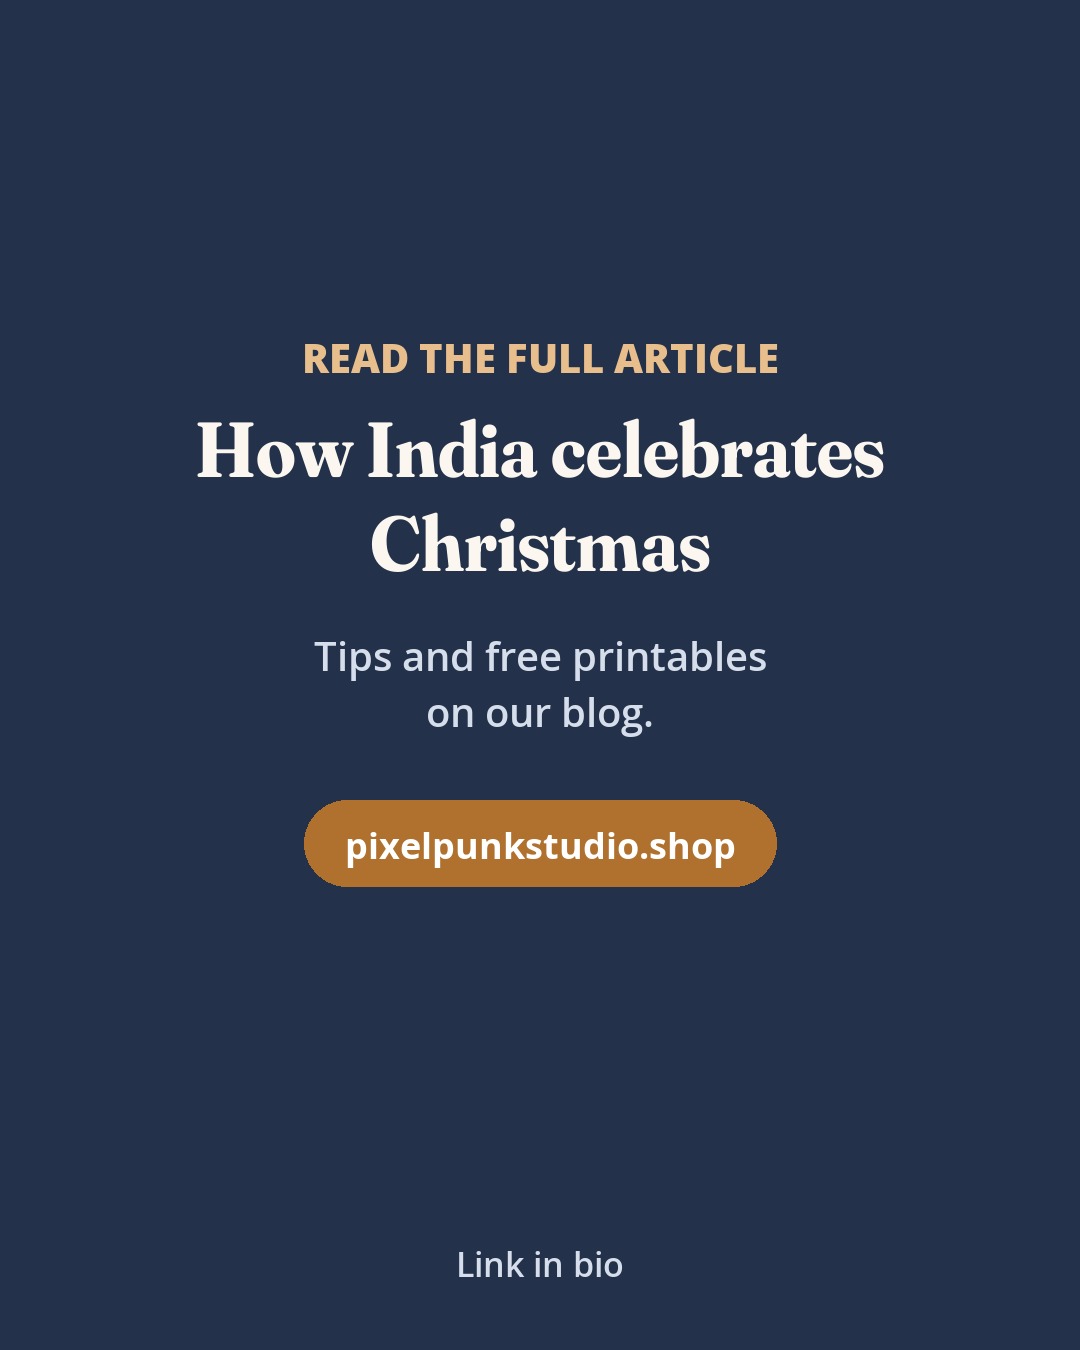 READ THE FULL ARTICLE
How India celebrates
Christmas
Tips and free printables
on our blog.
pixelpunkstudio.shop
Link in bio